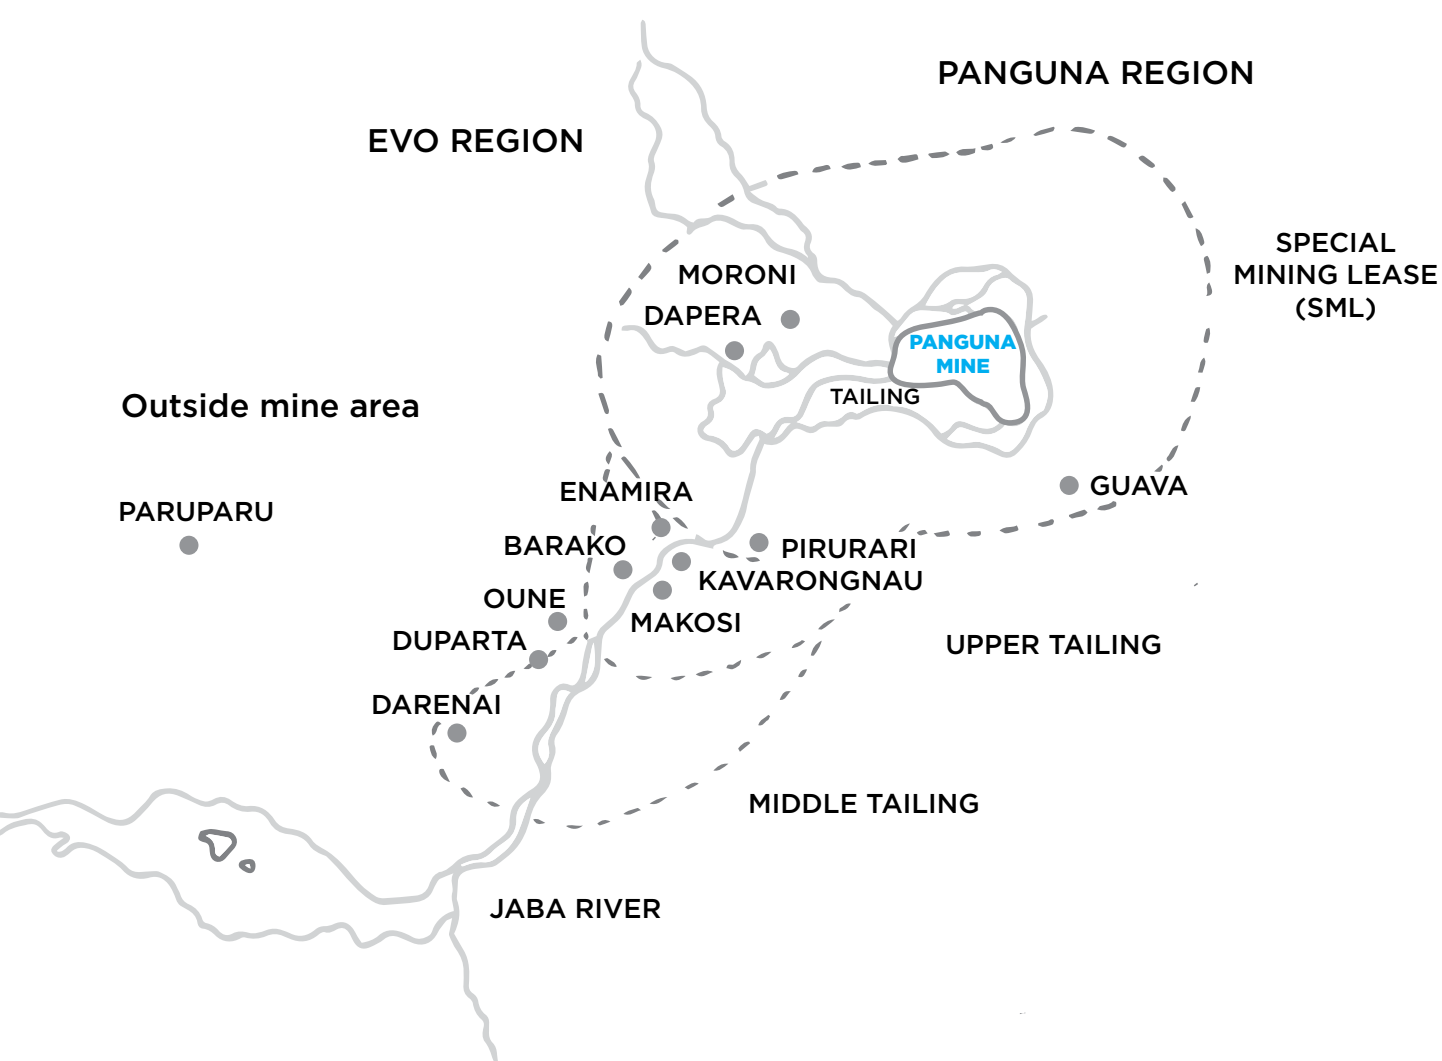 PANGUNA REGION
EVO REGION
SPECIAL
MINING LEASE
(SML)
MORONI
DAPERA
PANGUNA
MINE
TAILING
Outside mine area
PARUPARU
ENAMIRA
GUAVA
BARAKO
PIRURARI
KAVARONGNAU
OUNE
MAKOSI
DUPARTA
UPPER TAILING
DARENAI
MIDDLE TAILING
JABA RIVER